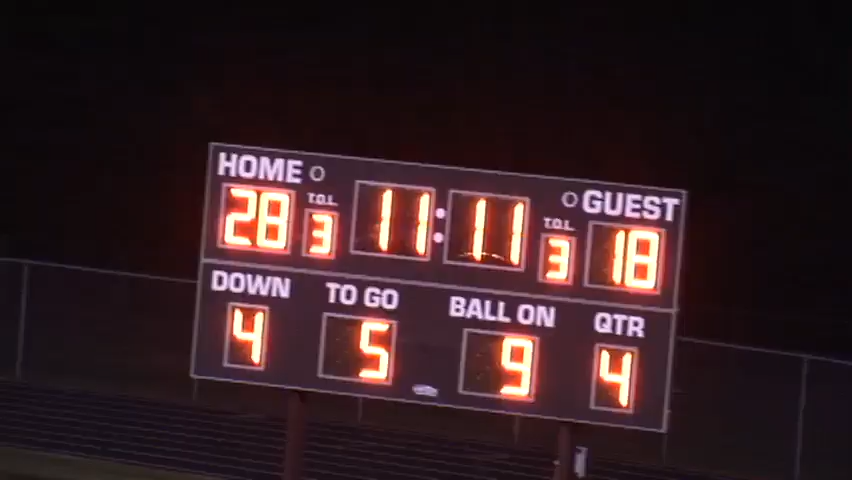 HOME GUEST
T.O.L. T.O.L.
28 3 11:11 3 18
DOWN TO GO BALL ON QTR
4 5 9 4